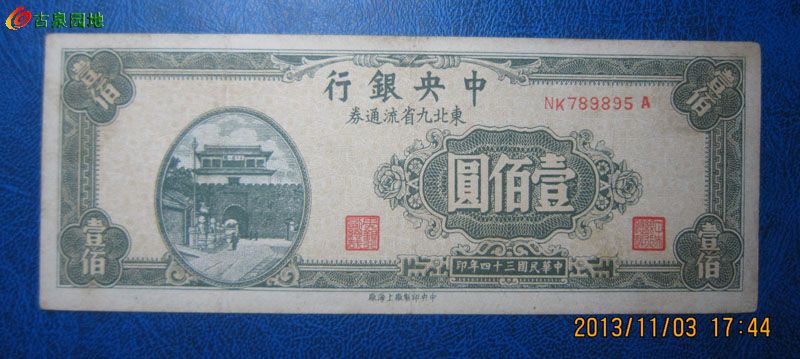 古泉园地
壹佰
壹佰
中央銀行
東北九省流通券
NK789895 A
壹佰圓
壹佰
壹佰
中華民國三十四年印
中央印製廠上海廠
2013/11/03 17:44